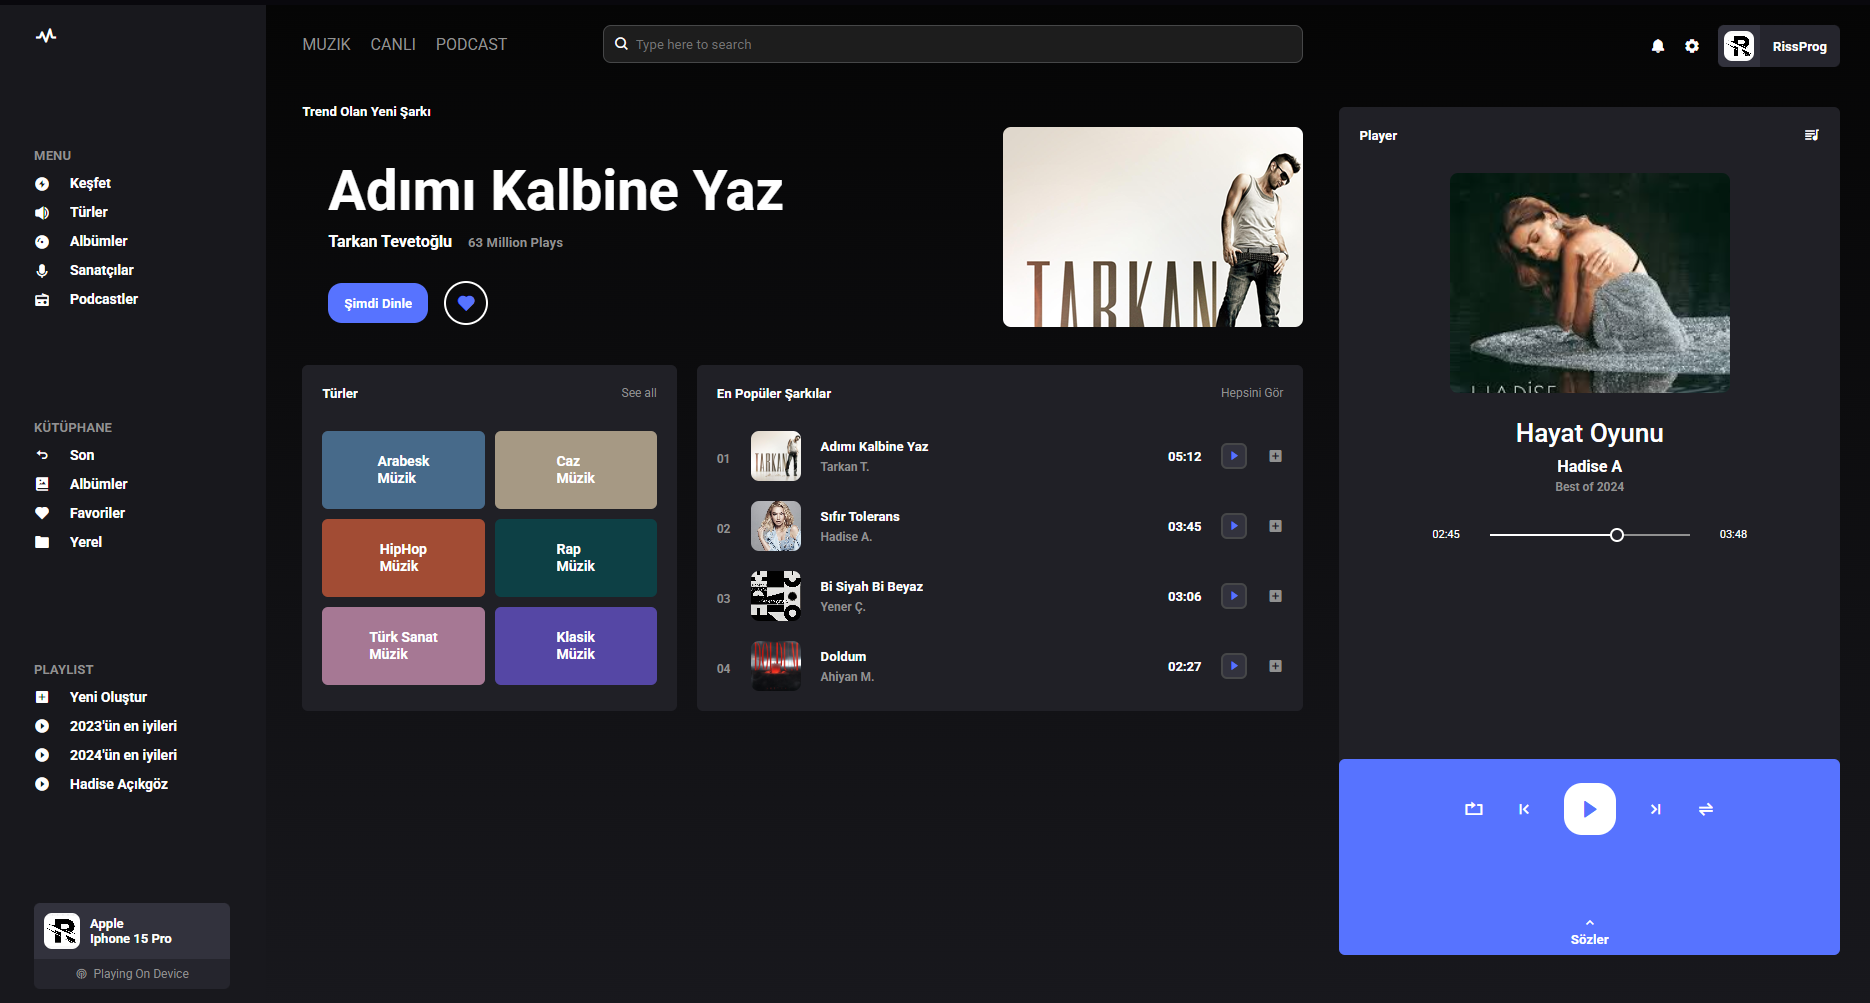 MUZIK CANLI PODCAST
Type here to search
RissProg
MENU
Keşfet
Türler
Albümler
Sanatçılar
Podcastler
KÜTÜPHANE
Son
Albümler
Favoriler
Yerel
PLAYLIST
Yeni Oluştur
2023'ün en iyileri
2024'ün en iyileri
Hadise Açıkgöz
Apple
Iphone 15 Pro
Playing On Device
Trend Olan Yeni Şarkı
Adımı Kalbine Yaz
Tarkan Tevetoğlu 63 Million Plays
Şimdi Dinle
TARKAN
Türler See all
Arabesk
Müzik
Caz
Müzik
HipHop
Müzik
Rap
Müzik
Türk Sanat
Müzik
Klasik
Müzik
En Popüler Şarkılar Hepsini Gör
01 Adımı Kalbine Yaz 05:12
Tarkan T.
TARKAN
02 Sıfır Tolerans 03:45
Hadise A.
03 Bi Siyah Bi Beyaz 03:06
Yener Ç.
04 Doldum 02:27
Ahiyan M.
Player
HADİSE
Hayat Oyunu
Hadise A
Best of 2024
02:45 03:48
Sözler